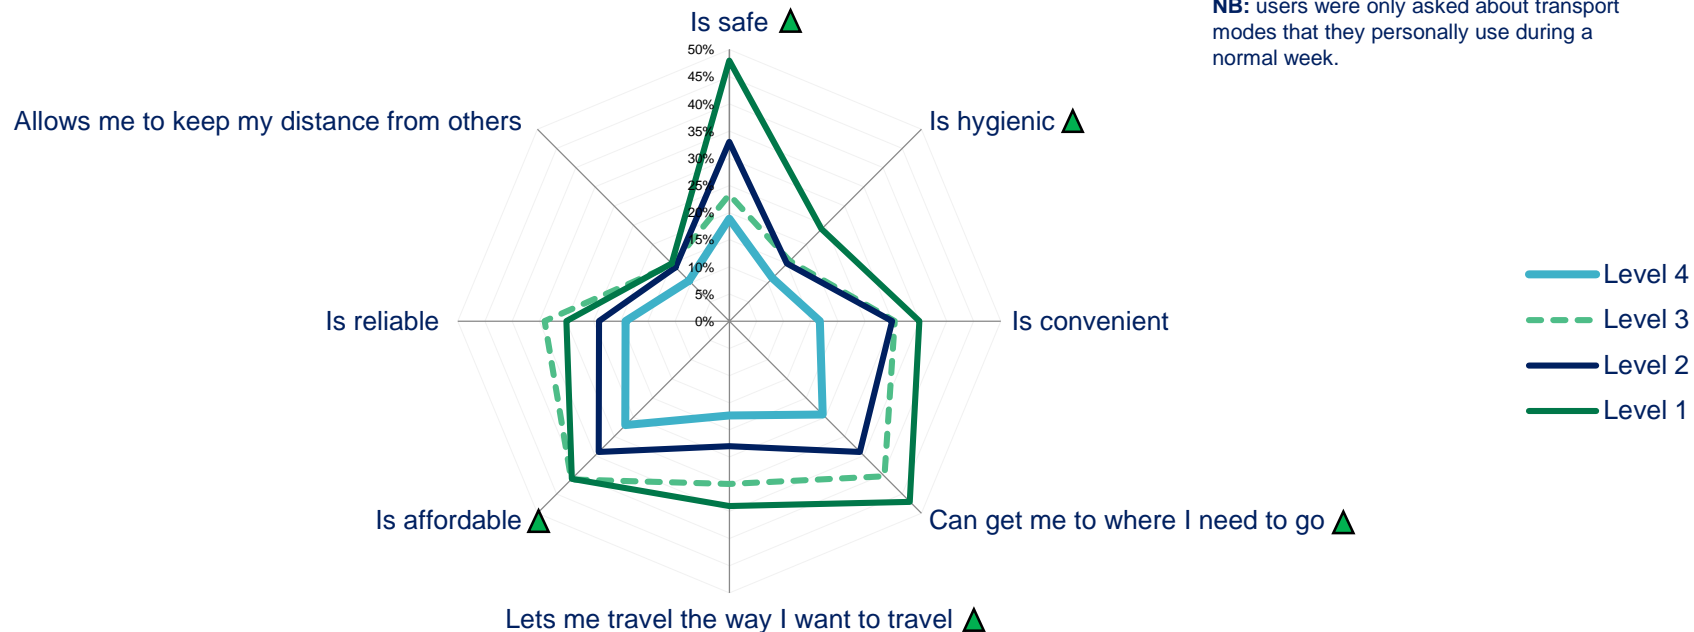 NB: users were only asked about transport
modes that they personally use during a
normal week.
Is safe
50%
45%
40%
35%
30%
25%
20%
15%
10%
5%
0%
Allows me to keep my distance from others
Is hygienic
Is reliable
Is convenient
Is affordable
Can get me to where I need to go
Lets me travel the way I want to travel
Level 4
Level 3
Level 2
Level 1